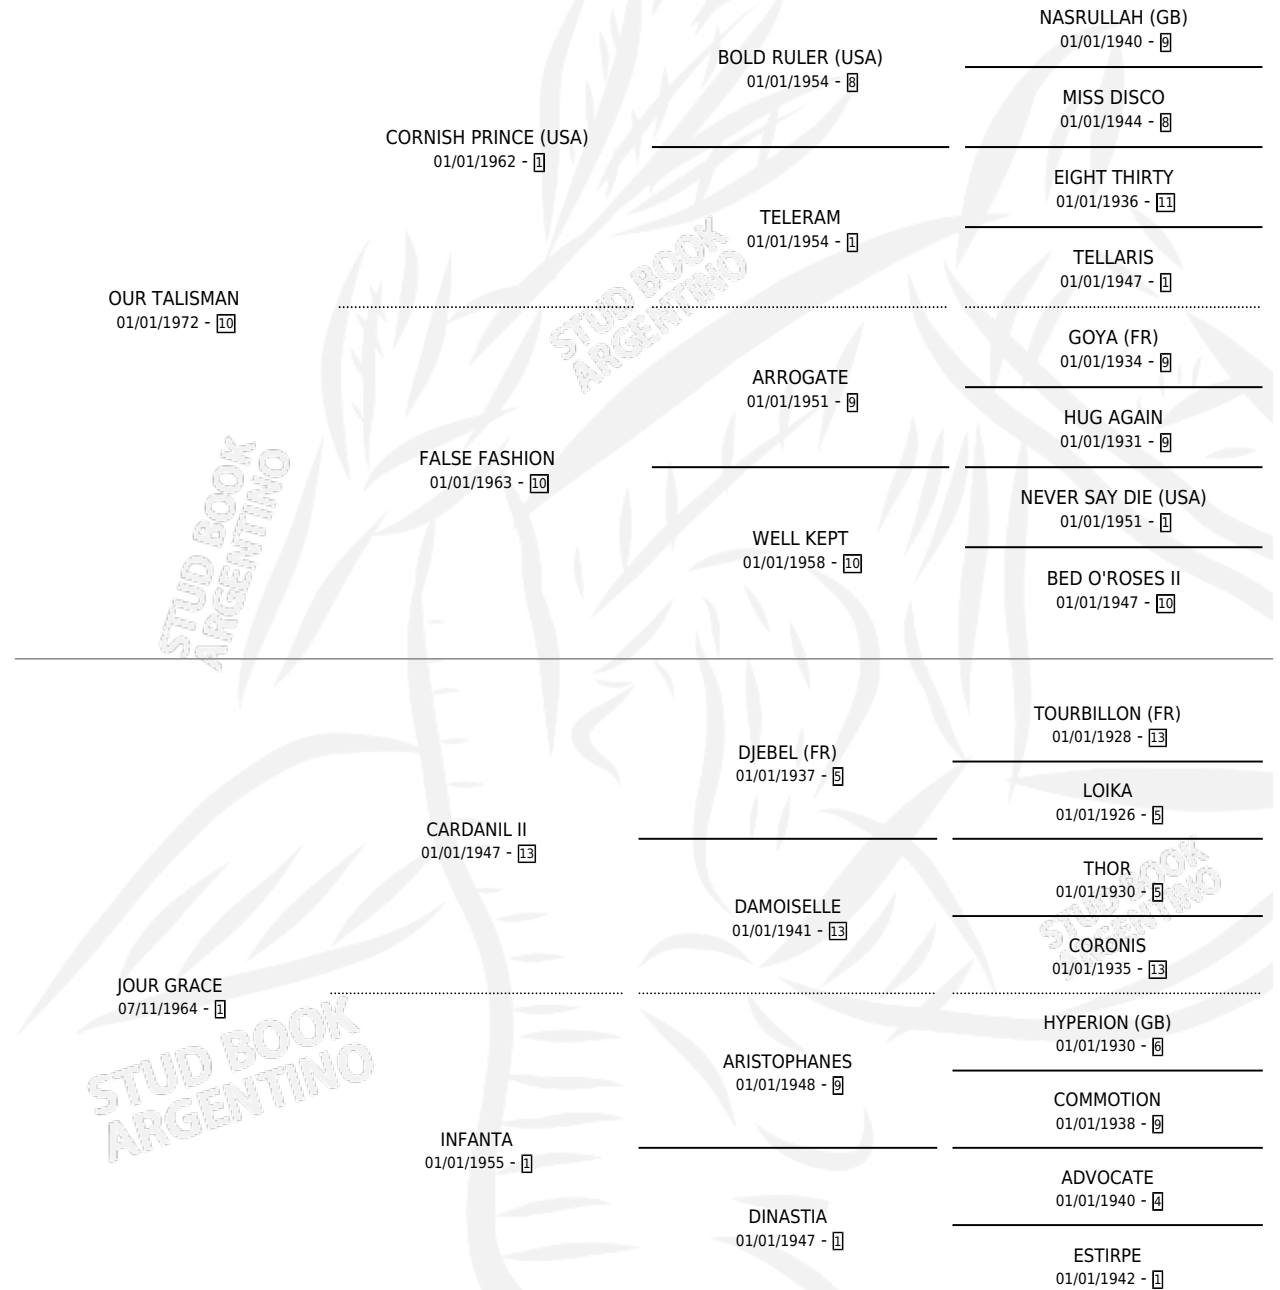 NASRULLAH (GB)
01/01/1940 - 9
BOLD RULER (USA)
01/01/1954 - 8
MISS DISCO
01/01/1944 - 8
CORNISH PRINCE (USA)
01/01/1962 - 1
EIGHT THIRTY
01/01/1936 - 11
TELERAM
01/01/1954 - 1
TELLARIS
01/01/1947 - 1
OUR TALISMAN
01/01/1972 - 10
GOYA (FR)
01/01/1934 - 9
ARROGATE
01/01/1951 - 9
HUG AGAIN
01/01/1931 - 9
FALSE FASHION
01/01/1963 - 10
NEVER SAY DIE (USA)
01/01/1951 - 1
WELL KEPT
01/01/1958 - 10
BED O'ROSES II
01/01/1947 - 10
STUD BOOK
ARGENTINO
STUD BOOK
ARGENTINO
TOURBILLON (FR)
01/01/1928 - 13
DJEBEL (FR)
01/01/1937 - 5
LOIKA
01/01/1926 - 5
CARDANIL II
01/01/1947 - 13
THOR
01/01/1930 - 5
DAMOISELLE
01/01/1941 - 13
CORONIS
01/01/1935 - 13
JOUR GRACE
07/11/1964 - 1
HYPERION (GB)
01/01/1930 - 6
ARISTOPHANES
01/01/1948 - 9
COMMOTION
01/01/1938 - 9
INFANTA
01/01/1955 - 1
ADVOCATE
01/01/1940 - 4
DINASTIA
01/01/1947 - 1
ESTIRPE
01/01/1942 - 1
STUD BOOK
ARGENTINO
STUD BOOK
ARGENTINO